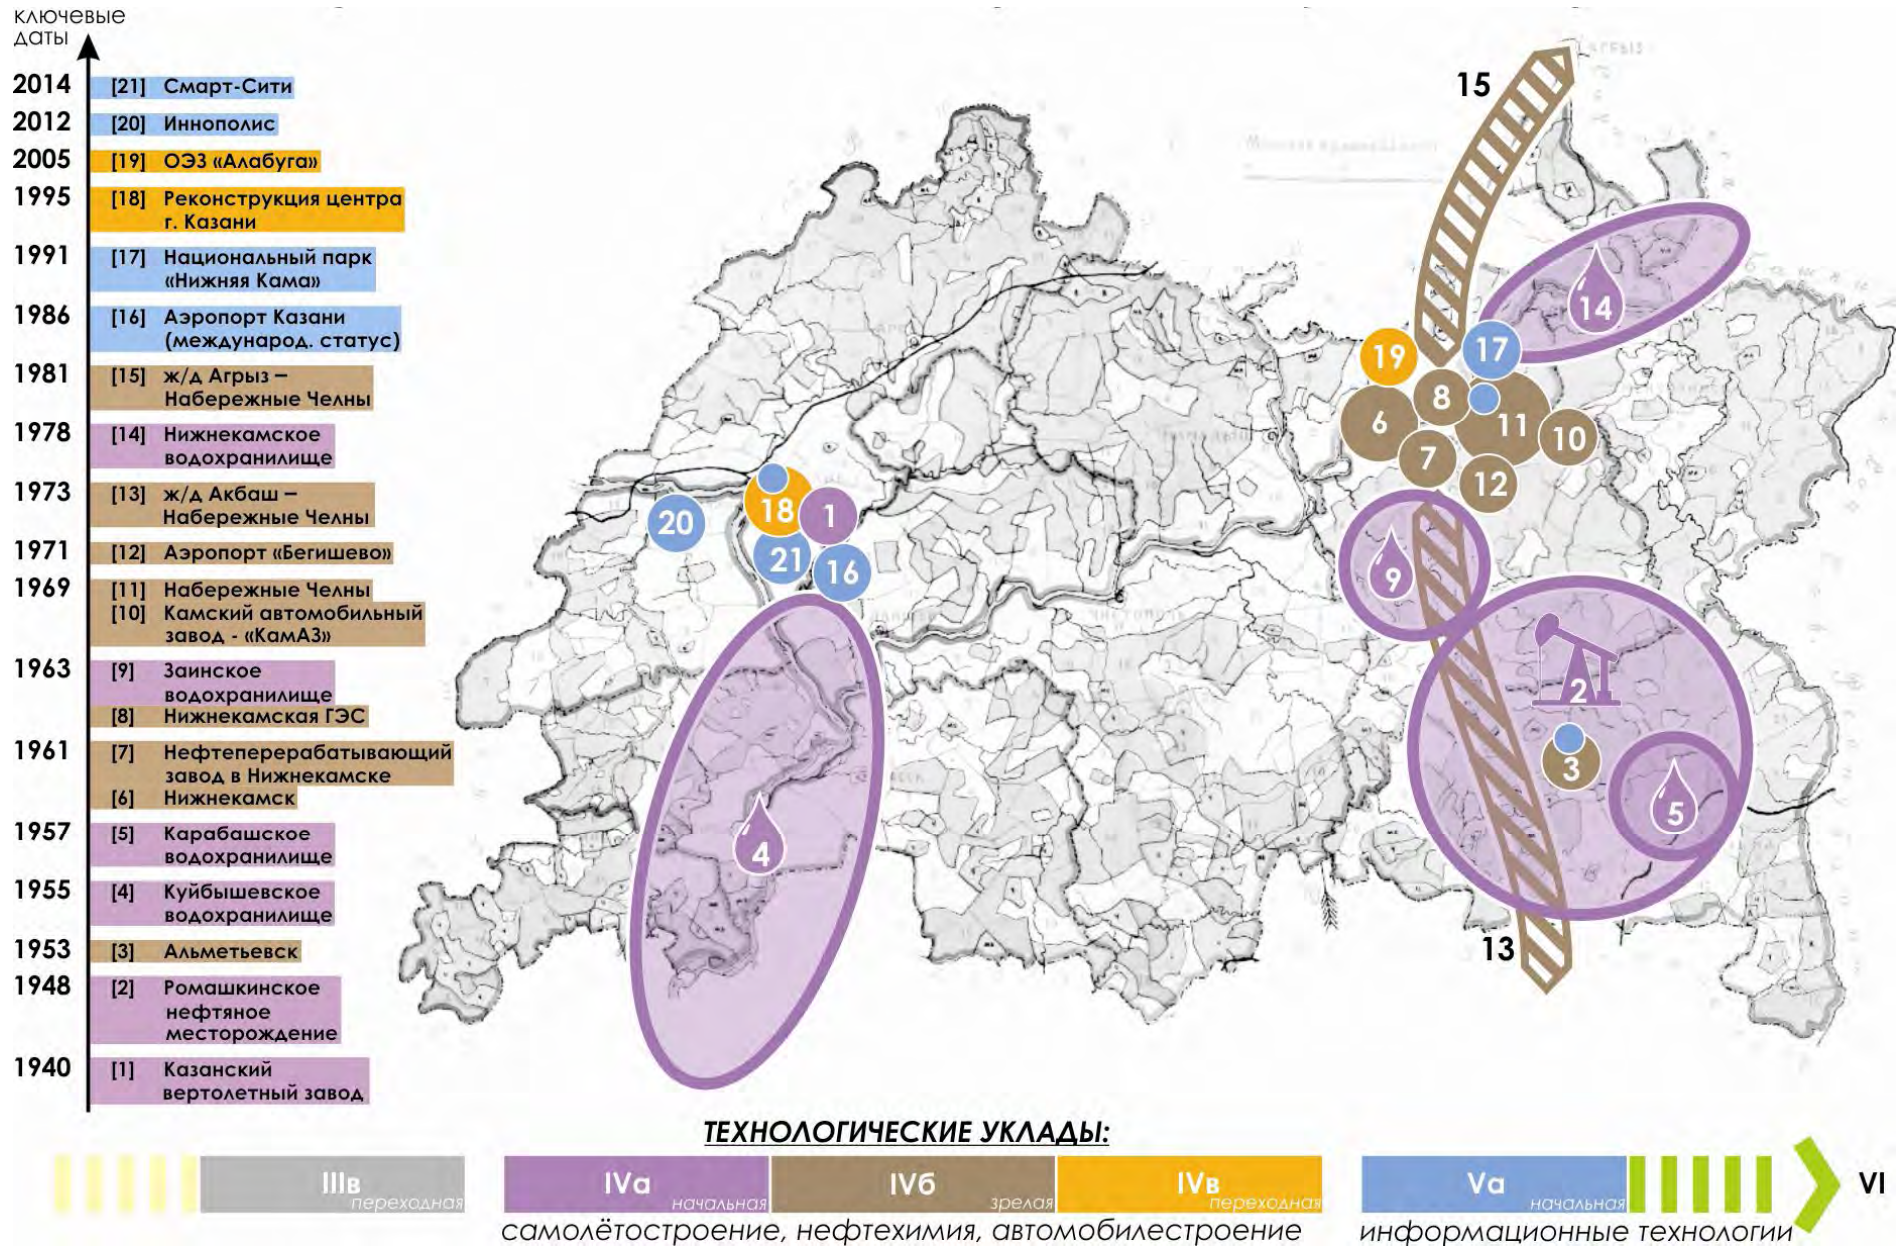 ключевые
даты
2014 [21] Смарт-Сити
2012 [20] Иннополис
2005 [19] ОЭЗ «Алабуга»
1995 [18] Реконструкция центра
г. Казани
1991 [17] Национальный парк
«Нижняя Кама»
1986 [16] Аэропорт Казани
(международ. статус)
1981 [15] ж/д Агрыз –
Набережные Челны
1978 [14] Нижнекамское
водохранилище
1973 [13] ж/д Акбаш –
Набережные Челны
1971 [12] Аэропорт «Бегишево»
1969 [11] Набережные Челны
[10] Камский автомобильный
завод - «КамАЗ»
1963 [9] Заинское
водохранилище
[8] Нижнекамская ГЭС
1961 [7] Нефтеперерабатывающий
завод в Нижнекамске
[6] Нижнекамск
1957 [5] Карабашское
водохранилище
1955 [4] Куйбышевское
водохранилище
1953 [3] Альметьевск
1948 [2] Ромашкинское
нефтяное
месторождение
1940 [1] Казанский
вертолетный завод
15
14
19
17
8
6
11
10
7
12
18
1
20
21
16
9
2
3
5
4
13
ТЕХНОЛОГИЧЕСКИЕ УКЛАДЫ:
IIIв
переходная
IVа
начальная
IVб
зрелая
IVв
переходная
Vа
начальная
VI
самолётостроение, нефтехимия, автомобилестроение
информационные технологии